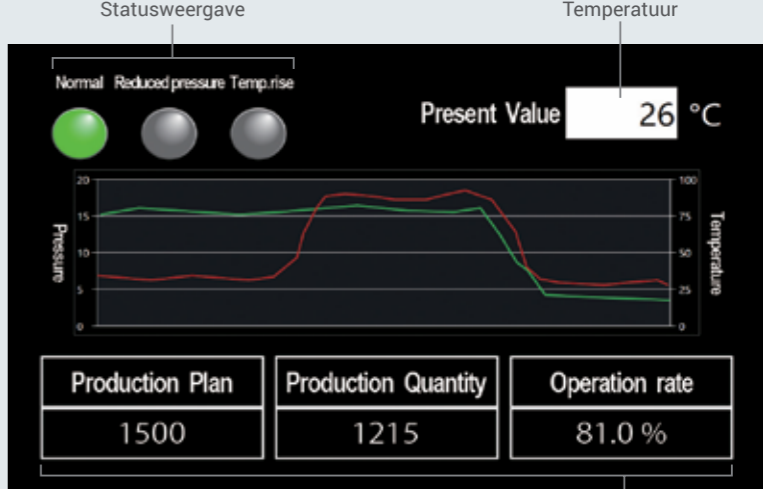 Statusweergave Temperatuur
Normal Reduced pressure Temp.rise
Present Value 26 °C
20 100
15 75
10 50
5 25
0 0
Pressure
Temperature
Production Plan Production Quantity Operation rate
1500 1215 81.0 %